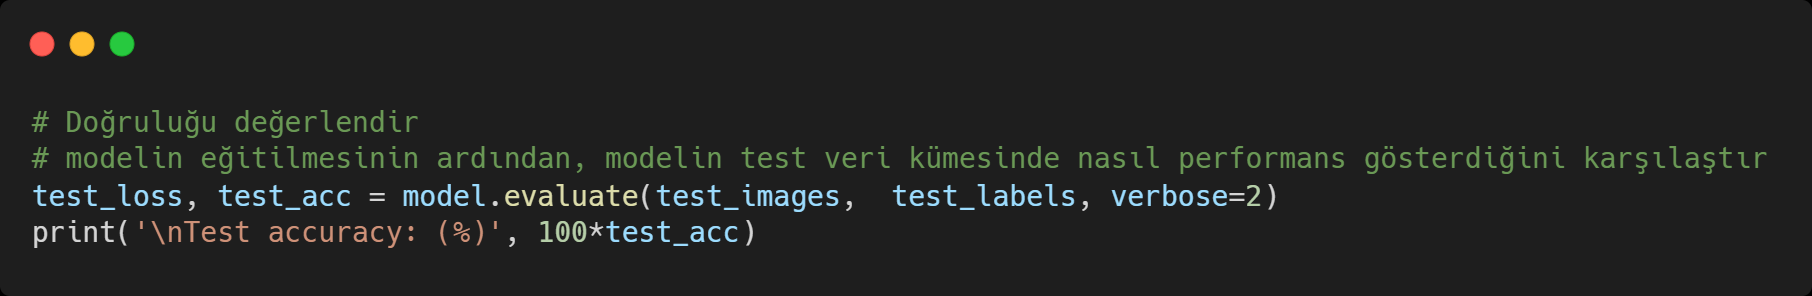 # Doğruluğu değerlendir
# modelin eğitilmesinin ardından, modelin test veri kümesinde nasıl performans gösterdiğini karşılaştır
test_loss, test_acc = model.evaluate(test_images,  test_labels, verbose=2)
print('\nTest accuracy: (%)', 100*test_acc)